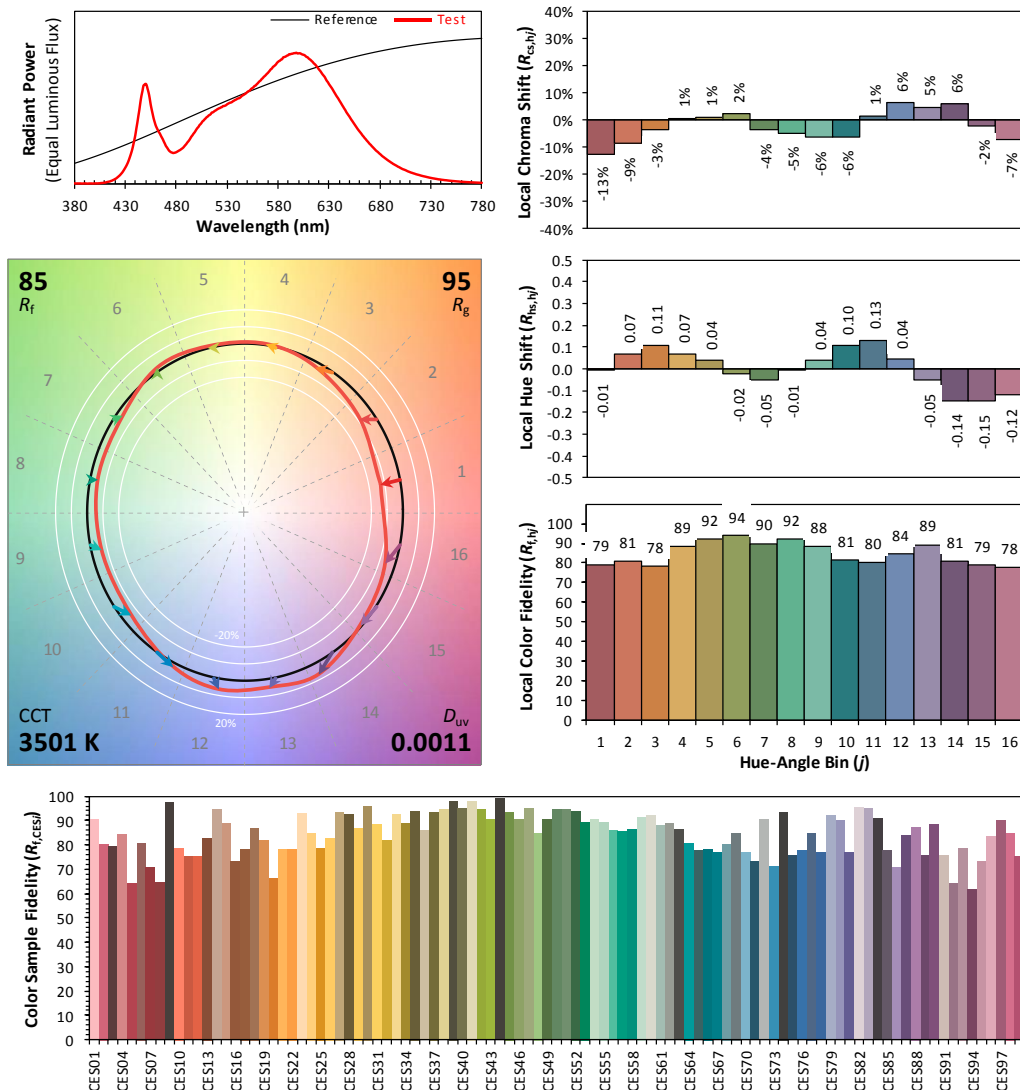 Reference Test
Radiant Power
(Equal Luminous Flux)
380 430 480 530 580 630 680 730 780
Wavelength (nm)
Local Chroma Shift (Rcs,hj)
40%
30%
20%
10%
0%
-10%
-20%
-30%
-40%
-13% -9% -3% 1% 1% 2% -4% -5% -6% -6% 1% 6% 5% 6% -2% -7%
85
Rf
95
Rg
5 4
6 3
7 2
8 1
9 16
10 15
11 14
12 13
-20%
20%
CCT
3501 K
Duv
0.0011
Local Hue Shift (Rhs,hj)
0.5
0.4
0.3
0.2
0.1
0.0
-0.1
-0.2
-0.3
-0.4
-0.5
-0.01 0.07 0.11 0.07 0.04 -0.02 -0.05 -0.01 0.04 0.10 0.13 0.04 -0.05 -0.14 -0.15 -0.12
Local Color Fidelity (Rf,hj)
100
90
80
70
60
50
40
30
20
10
0
79 81 78 89 92 94 90 92 88 81 80 84 89 81 79 78
1 2 3 4 5 6 7 8 9 10 11 12 13 14 15 16
Hue-Angle Bin (j)
Color Sample Fidelity (Rf,CESi)
100
90
80
70
60
50
40
30
20
10
0
CES01 CES04 CES07 CES10 CES13 CES16 CES19 CES22 CES25 CES28 CES31 CES34 CES37 CES40 CES43 CES46 CES49 CES52 CES55 CES58 CES61 CES64 CES67 CES70 CES73 CES76 CES79 CES82 CES85 CES88 CES91 CES94 CES97